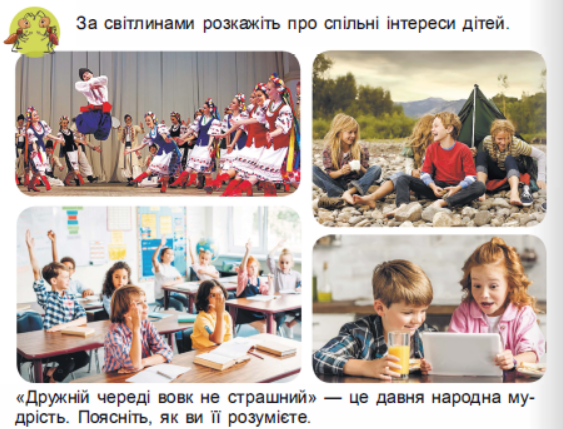 За світлинами розкажіть про спільні інтереси дітей.
«Дружній череді вовк не страшний» — це давня народна му-
дрість. Поясніть, як ви її розумієте.